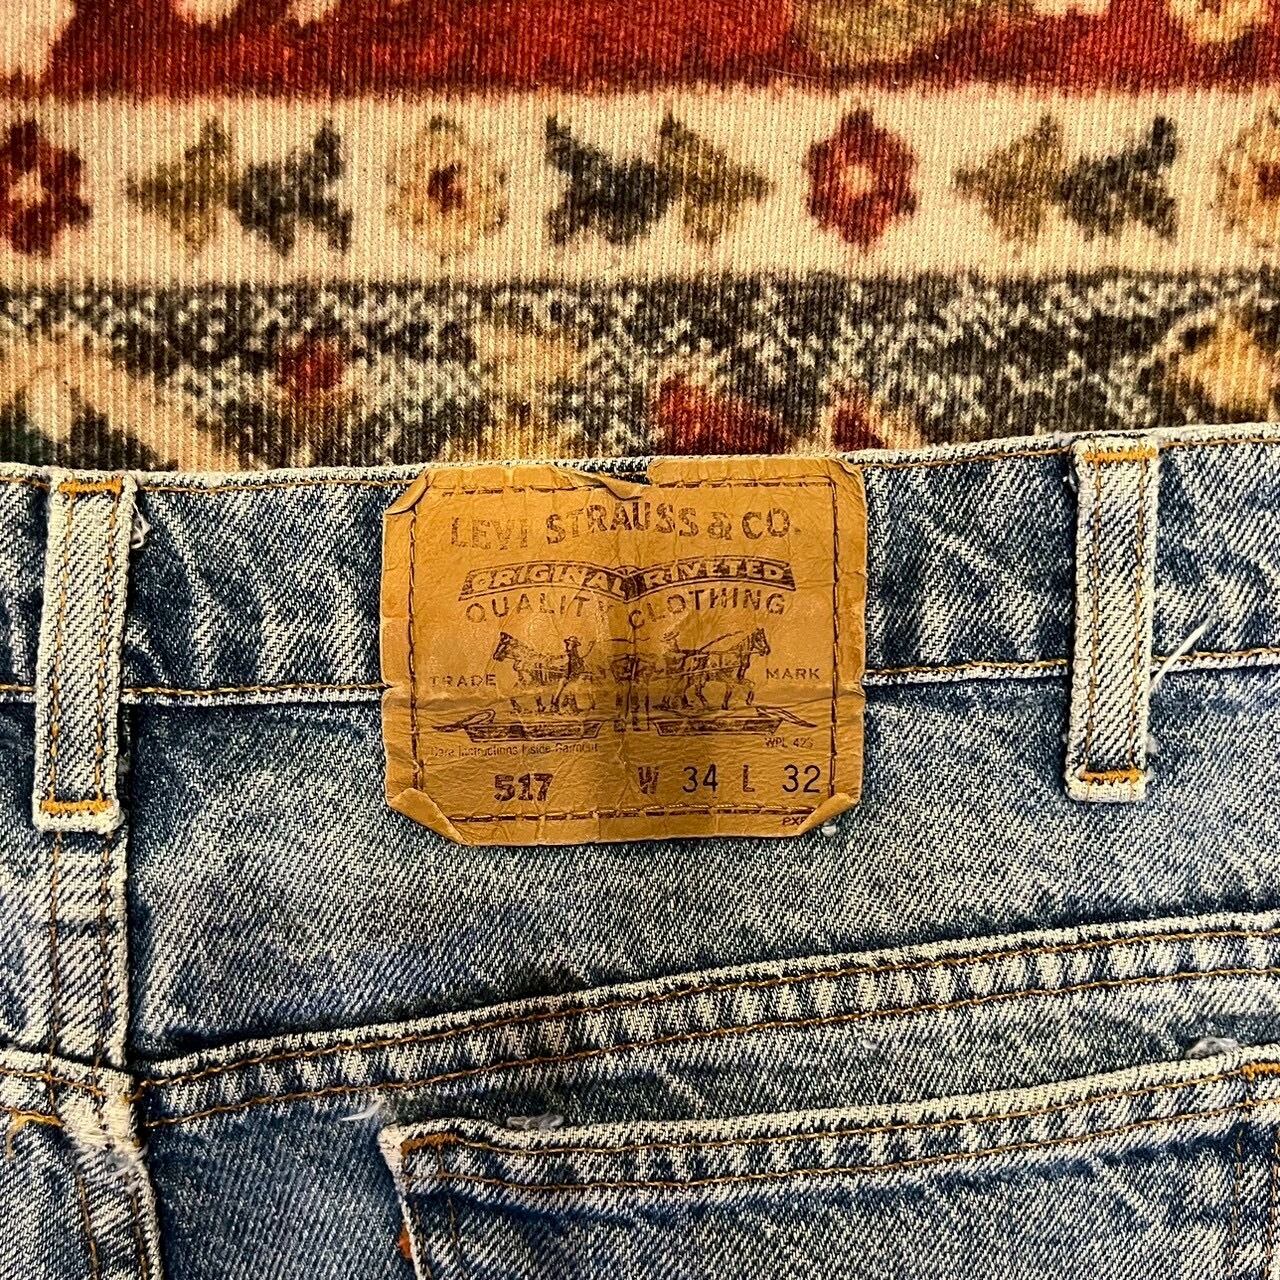 LEVI STRAUSS & CO.
ORIGINAL RIVETED
QUALITY CLOTHING
TRADE MARK
Care Instructions Inside Garment WPL 423
517 W 34 L 32